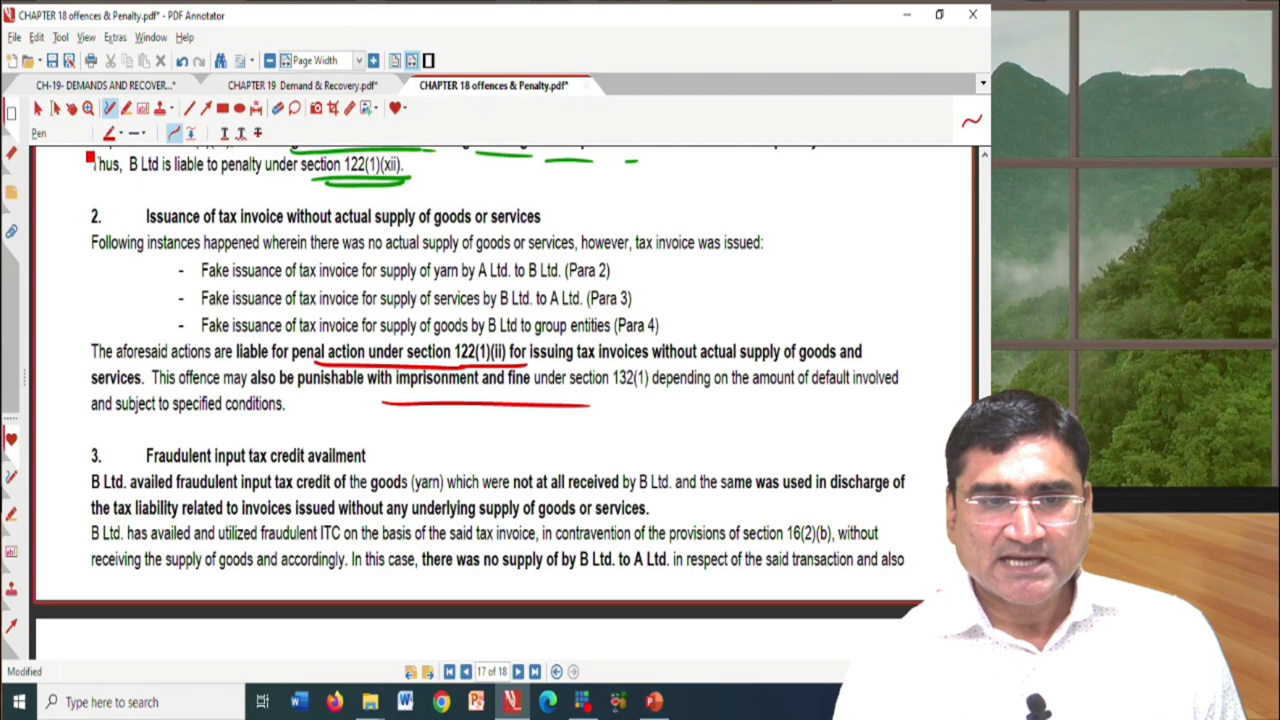 CHAPTER 18 offences & Penalty.pdf* - PDF Annotator
File Edit Tool View Extras Window Help
Page Width
CH-19- DEMANDS AND RECOVER...* CHAPTER 19 Demand & Recovery.pdf* CHAPTER 18 offences & Penalty.pdf*
Pen
Thus, B Ltd is liable to penalty under section 122(1)(xii).
2. Issuance of tax invoice without actual supply of goods or services
Following instances happened wherein there was no actual supply of goods or services, however, tax invoice was issued:
- Fake issuance of tax invoice for supply of yarn by A Ltd. to B Ltd. (Para 2)
- Fake issuance of tax invoice for supply of services by B Ltd. to A Ltd. (Para 3)
- Fake issuance of tax invoice for supply of goods by B Ltd to group entities (Para 4)
The aforesaid actions are liable for penal action under section 122(1)(ii) for issuing tax invoices without actual supply of goods and
services. This offence may also be punishable with imprisonment and fine under section 132(1) depending on the amount of default involved
and subject to specified conditions.
3. Fraudulent input tax credit availment
B Ltd. availed fraudulent input tax credit of the goods (yarn) which were not at all received by B Ltd. and the same was used in discharge of
the tax liability related to invoices issued without any underlying supply of goods or services.
B Ltd. has availed and utilized fraudulent ITC on the basis of the said tax invoice, in contravention of the provisions of section 16(2)(b), without
receiving the supply of goods and accordingly. In this case, there was no supply of by B Ltd. to A Ltd. in respect of the said transaction and also
Modified 17 of 18
Type here to search